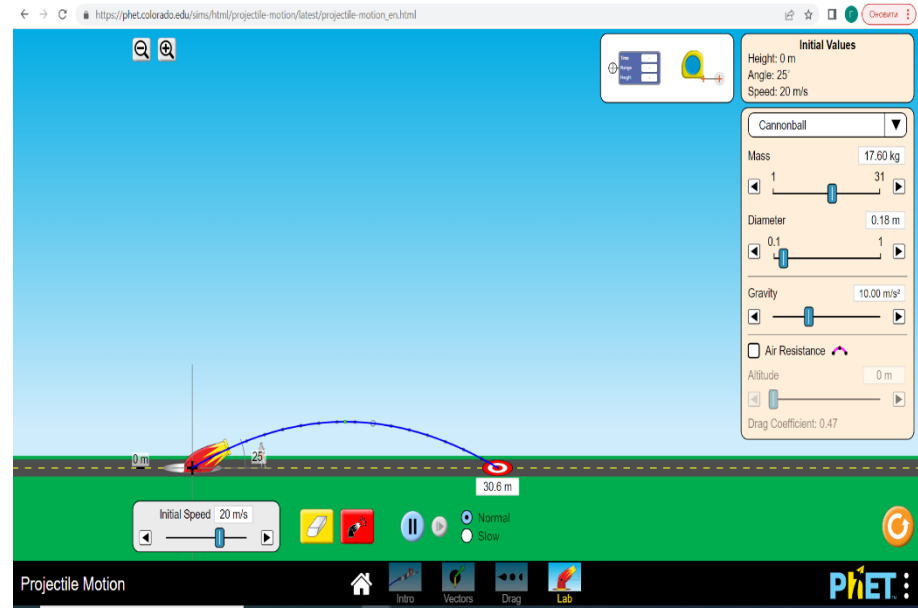 https://phet.colorado.edu/sims/html/projectile-motion/latest/projectile-motion_en.html
Г
Оновити
Initial Values
Height: 0 m
Angle: 25°
Speed: 20 m/s
Time
Range
Height
Cannonball
Mass
17.60 kg
1 31
Diameter
0.18 m
0.1 1
Gravity
10.00 m/s²
Air Resistance
Altitude
0 m
Drag Coefficient: 0.47
0 m
25°
30.6 m
Initial Speed
20 m/s
Normal
Slow
Projectile Motion
Intro
Vectors
Drag
Lab
PhET